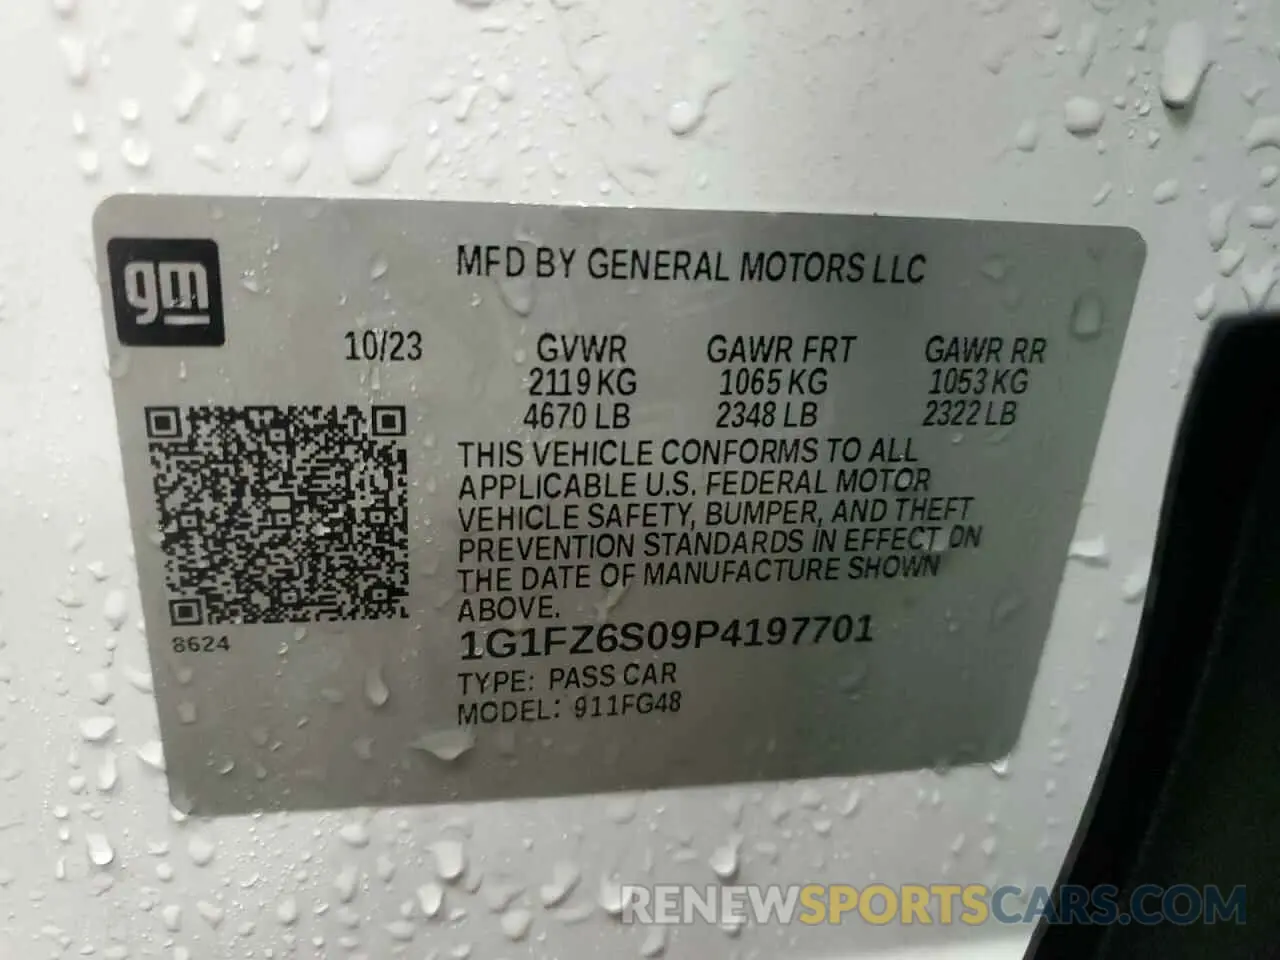 gm
MFD BY GENERAL MOTORS LLC
10/23 GVWR GAWR FRT GAWR RR
2119 KG 1065 KG 1053 KG
4670 LB 2348 LB 2322 LB
THIS VEHICLE CONFORMS TO ALL
APPLICABLE U.S. FEDERAL MOTOR
VEHICLE SAFETY, BUMPER, AND THEFT
PREVENTION STANDARDS IN EFFECT ON
THE DATE OF MANUFACTURE SHOWN
ABOVE.
8624
1G1FZ6S09P4197701
TYPE: PASS CAR
MODEL: 911FG48
RENEWSPORTSCARS.COM